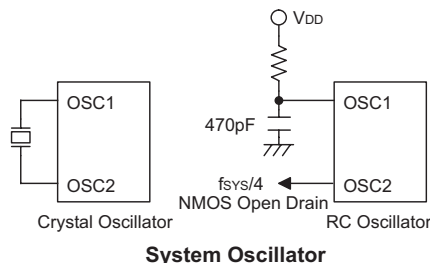 VDD
OSC1
OSC2
Crystal Oscillator
470pF
OSC1
fSYS/4
NMOS Open Drain
OSC2
RC Oscillator
System Oscillator